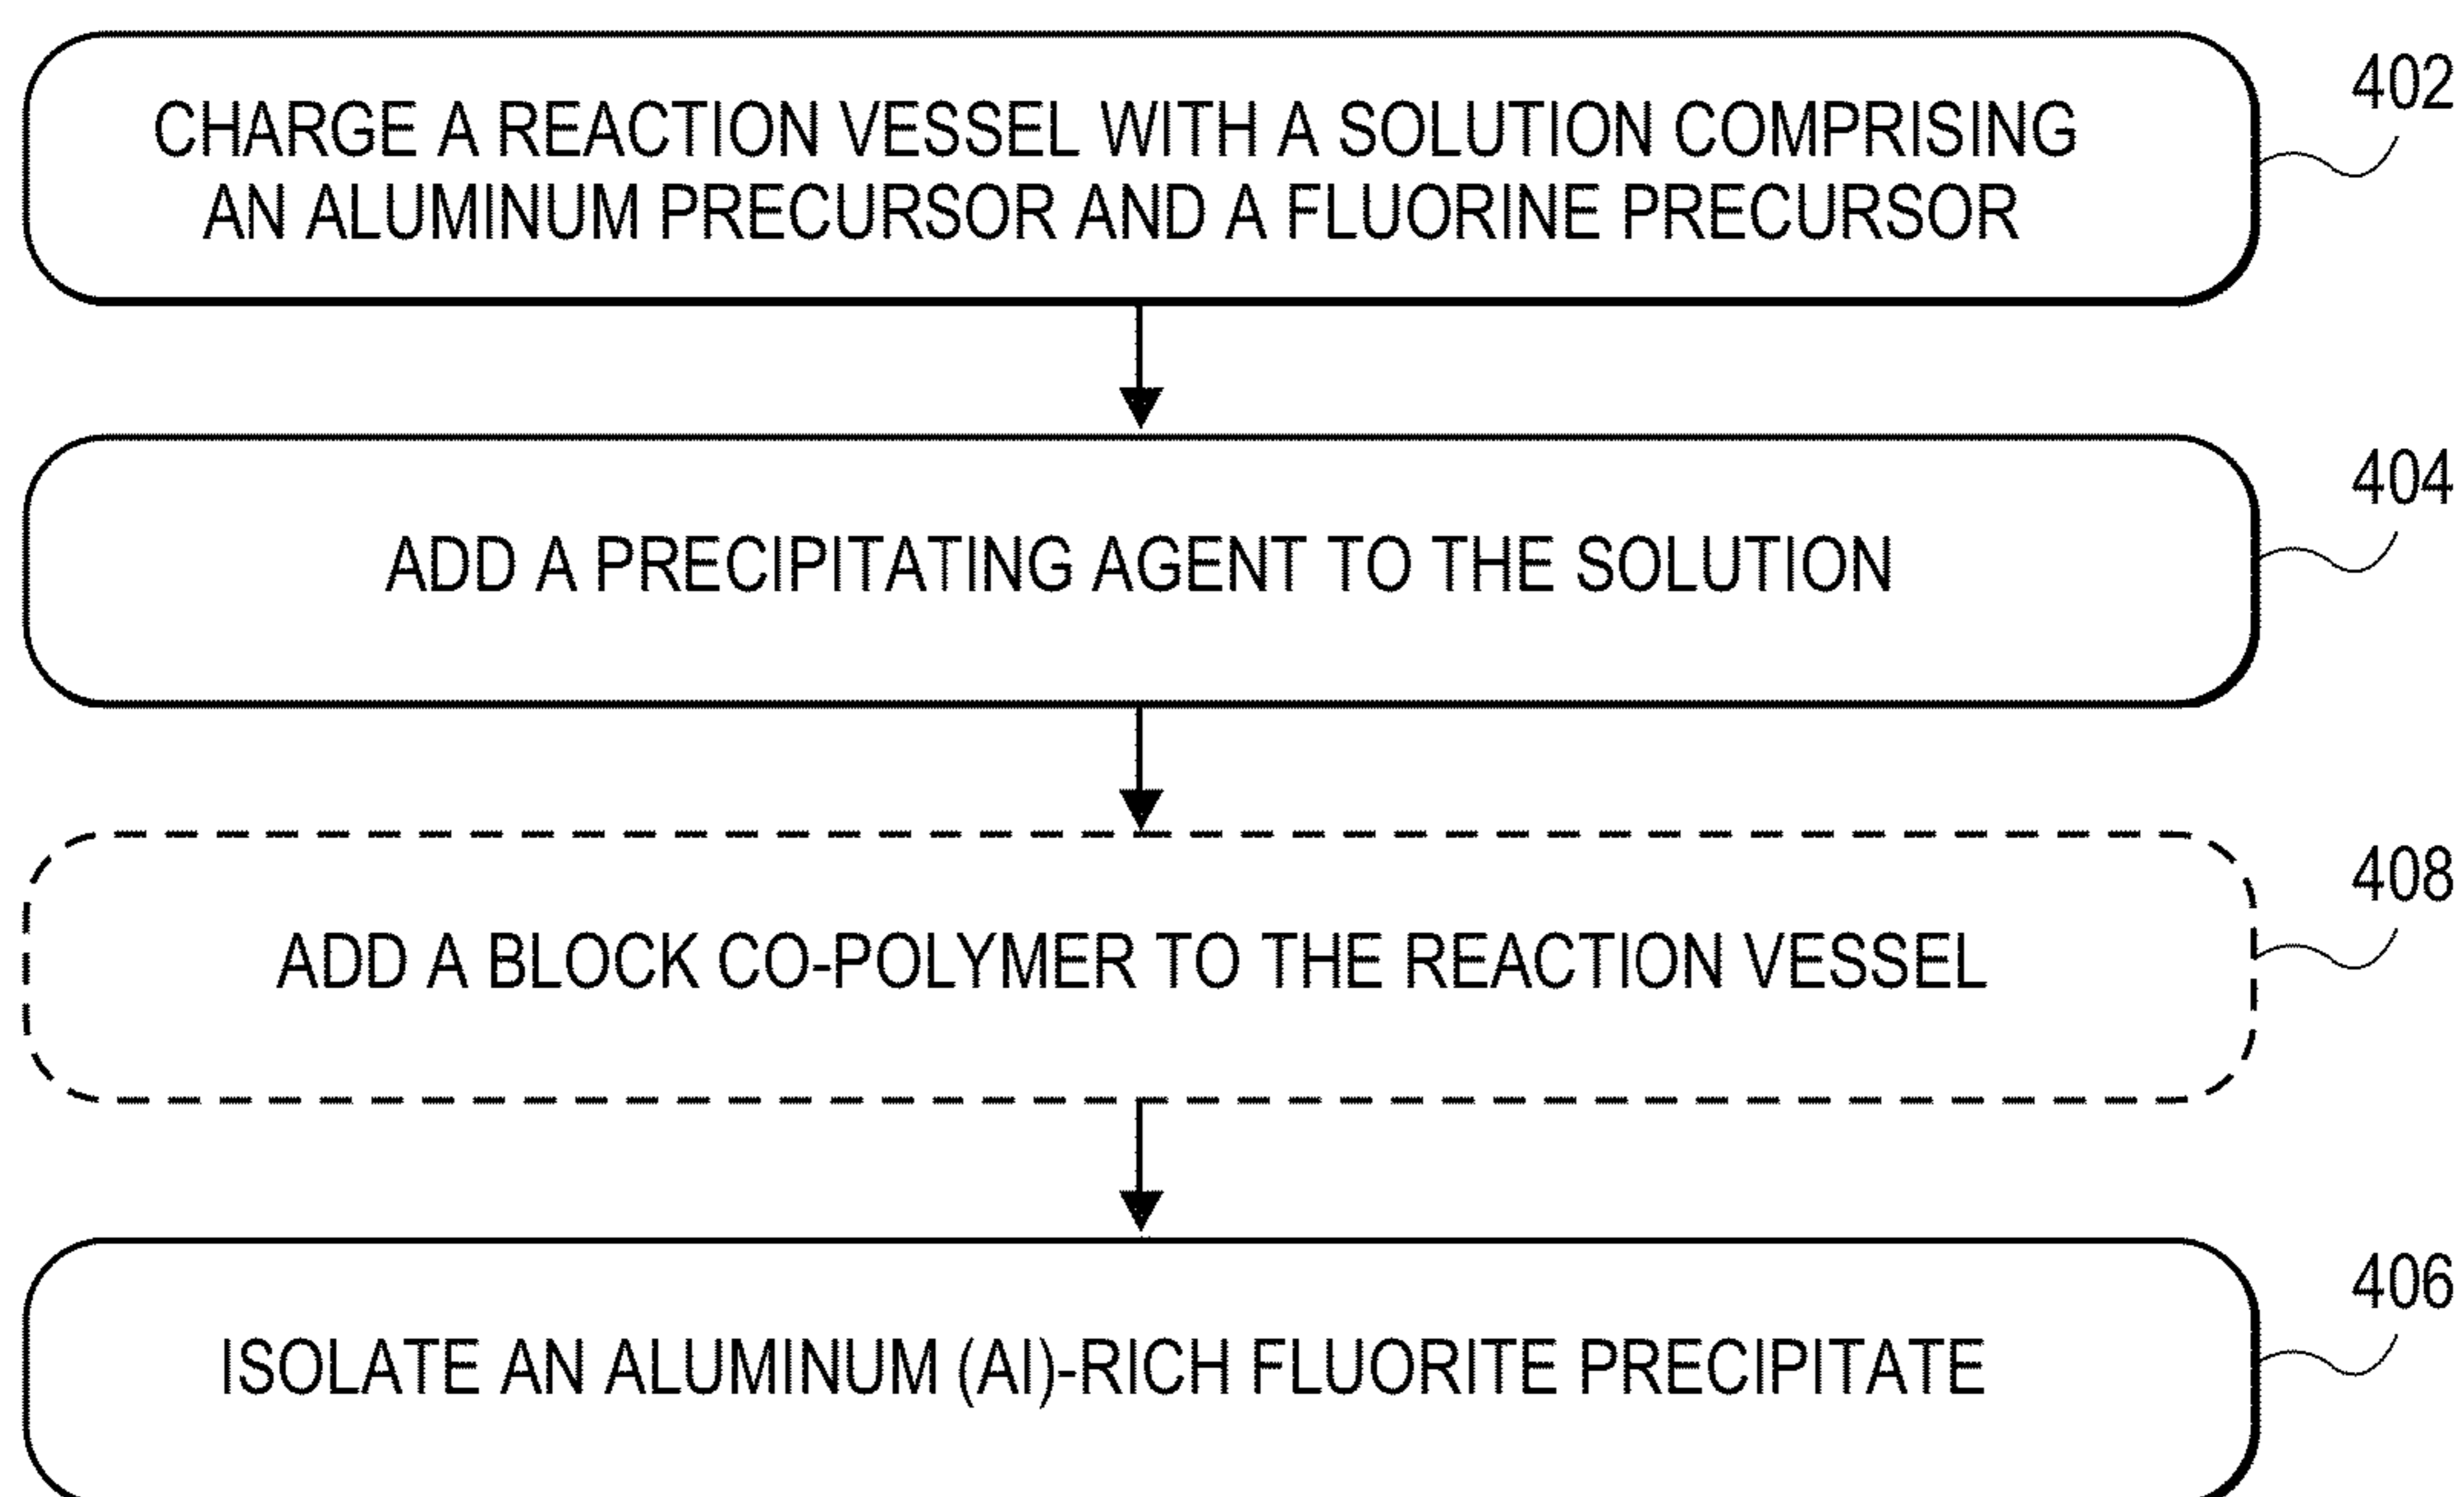 CHARGE A REACTION VESSEL WITH A SOLUTION COMPRISING
AN ALUMINUM PRECURSOR AND A FLUORINE PRECURSOR
402
ADD A PRECIPITATING AGENT TO THE SOLUTION
404
ADD A BLOCK CO-POLYMER TO THE REACTION VESSEL
408
ISOLATE AN ALUMINUM (Al)-RICH FLUORITE PRECIPITATE
406